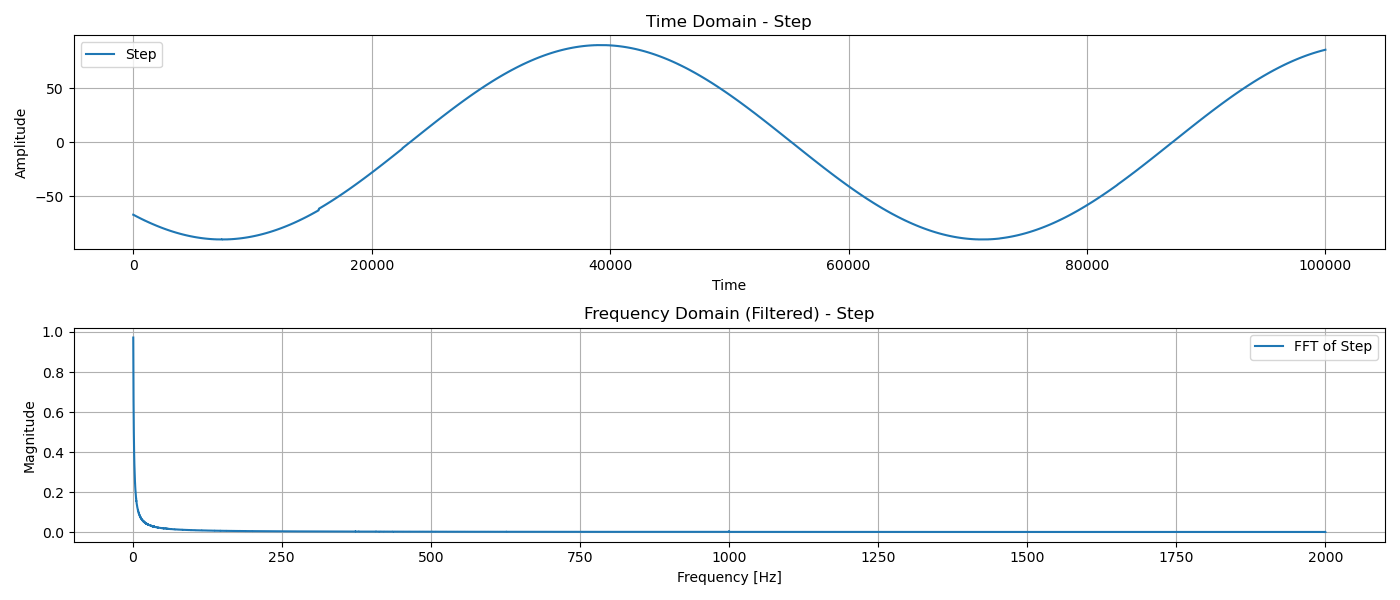 Time Domain - Step
Step
Amplitude
50
0
−50
0 20000 40000 60000 80000 100000
Time
Frequency Domain (Filtered) - Step
FFT of Step
Magnitude
1.0
0.8
0.6
0.4
0.2
0.0
0 250 500 750 1000 1250 1500 1750 2000
Frequency [Hz]